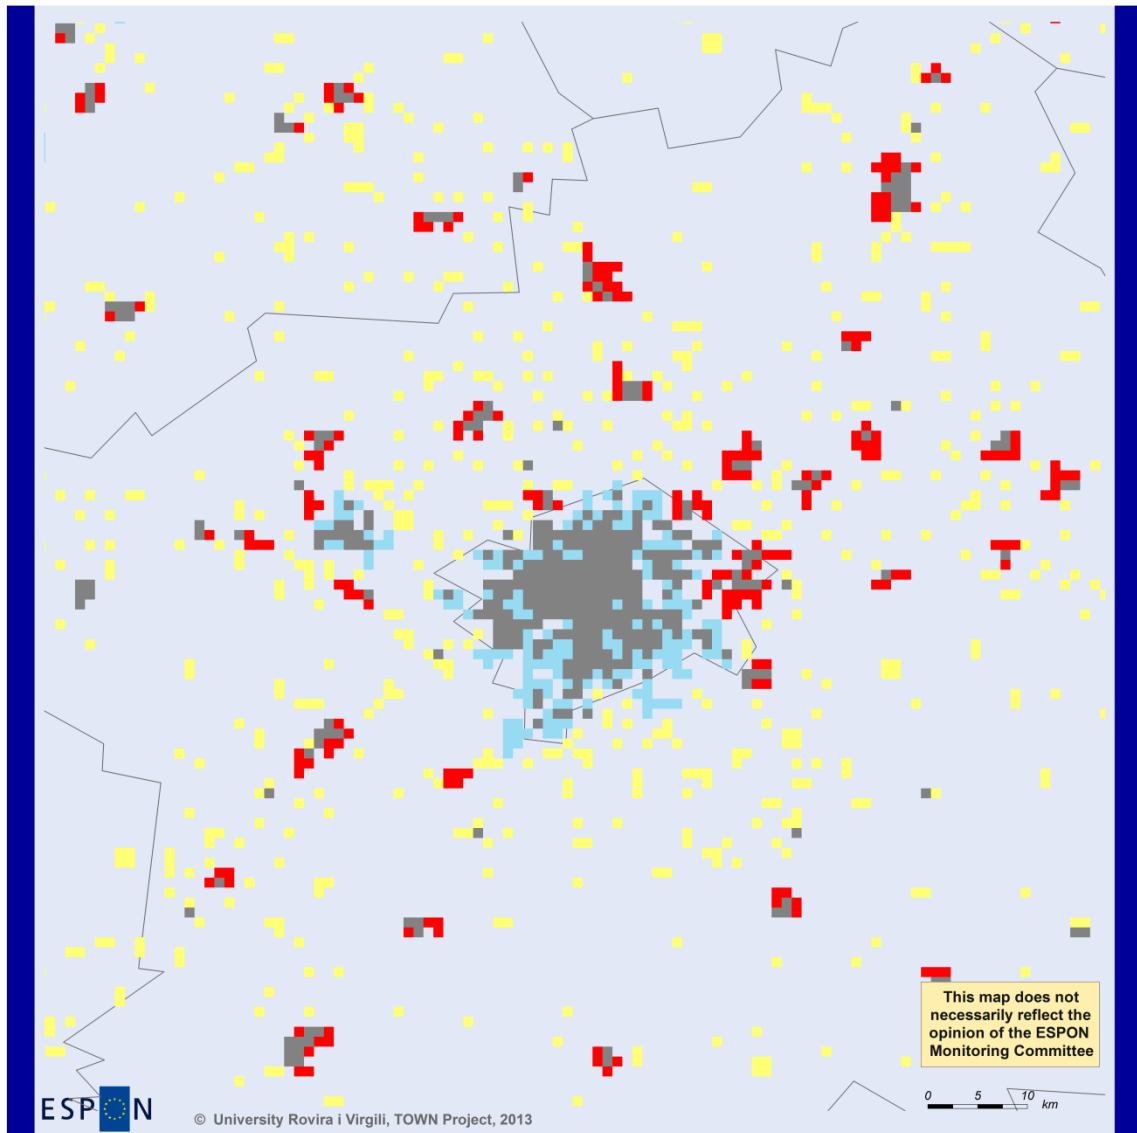 This map does not
necessarily reflect the
opinion of the ESPON
Monitoring Committee
0 5 10
km
ESPON
© University Rovira i Virgili, TOWN Project, 2013